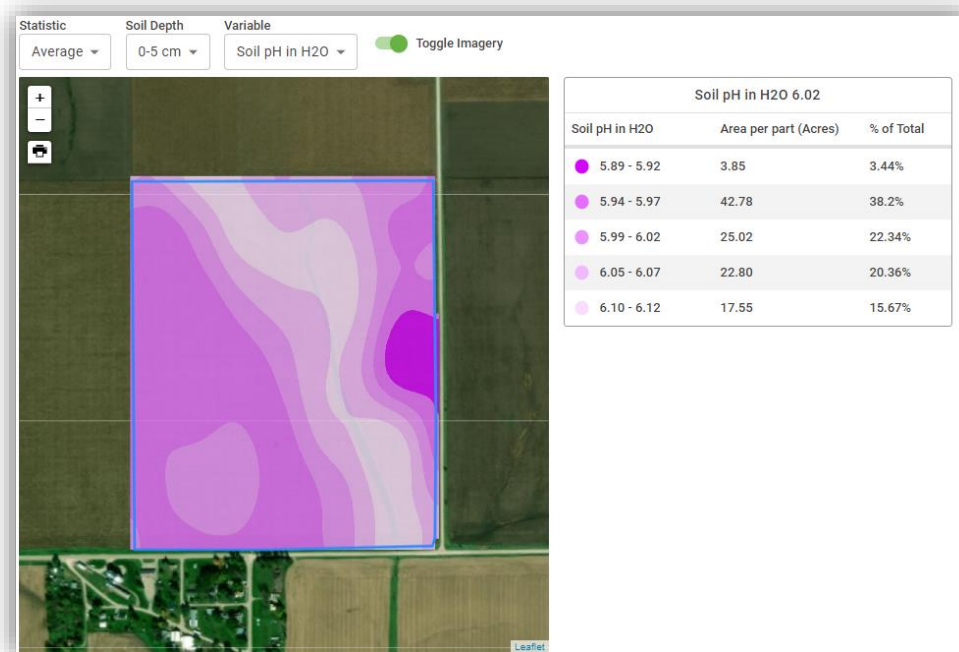 Statistic Soil Depth Variable
Average 0-5 cm Soil pH in H2O Toggle Imagery
+
−
Soil pH in H2O 6.02
Soil pH in H2O Area per part (Acres) % of Total
5.89 - 5.92 3.85 3.44%
5.94 - 5.97 42.78 38.2%
5.99 - 6.02 25.02 22.34%
6.05 - 6.07 22.80 20.36%
6.10 - 6.12 17.55 15.67%
Leaflet